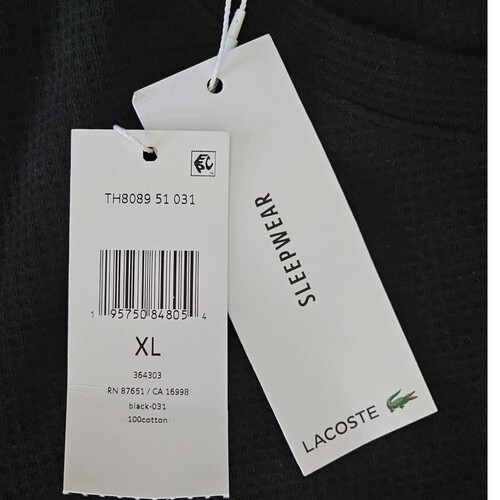 TH8089 51 031
1 95750 84805 4
XL
364303
RN 87651 / CA 16998
black-031
100cotton
SLEEPWEAR
LACOSTE